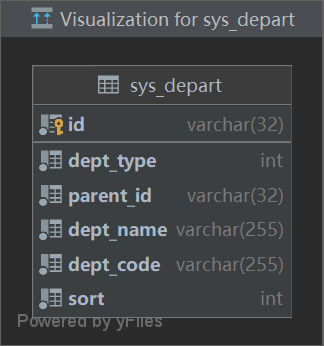 Visualization for sys_depart
sys_depart
id varchar(32)
dept_type int
parent_id varchar(32)
dept_name varchar(255)
dept_code varchar(255)
sort int
Powered by yFiles